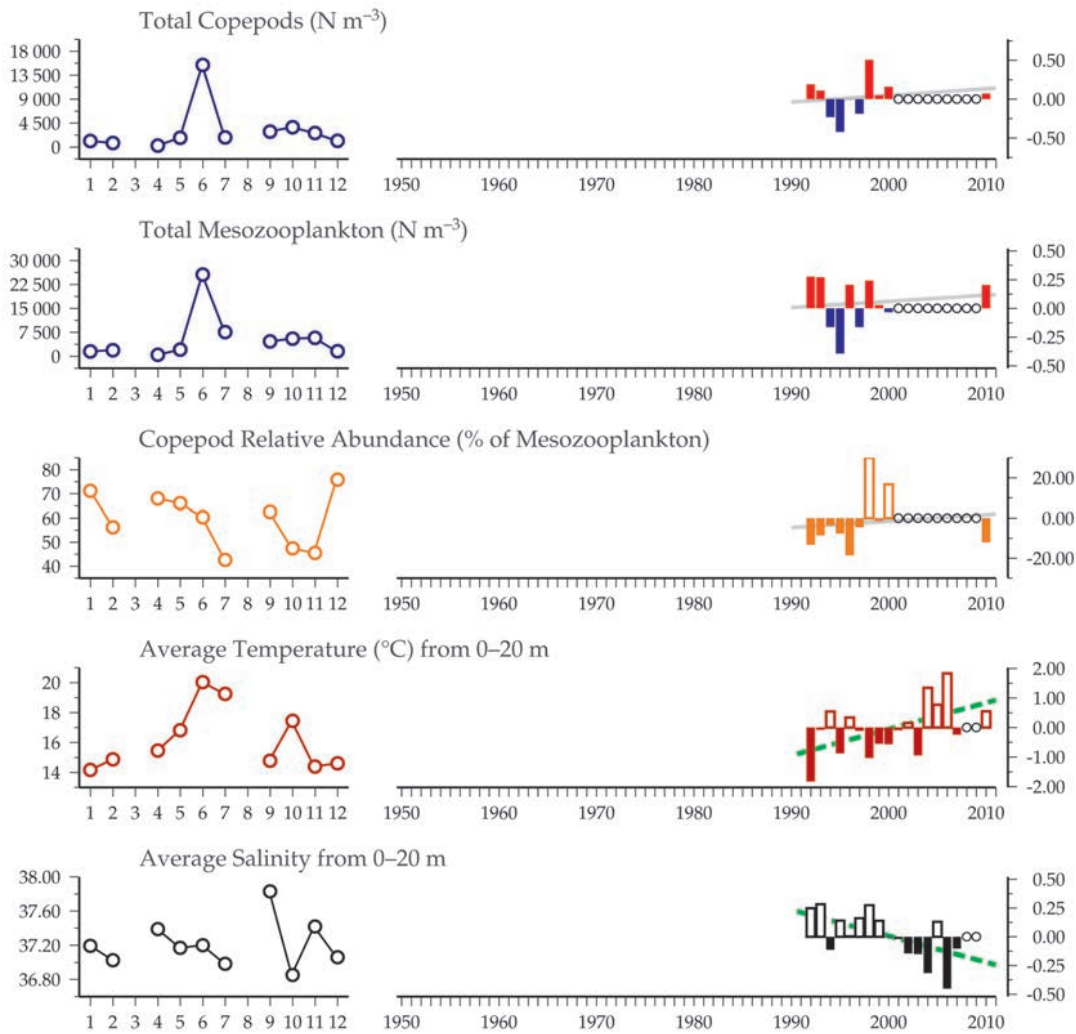 Total Copepods (N m⁻³)
18 000
13 500
9 000
4 500
0
0.50
0.00
-0.50
1 2 3 4 5 6 7 8 9 10 11 12
1950 1960 1970 1980 1990 2000 2010
Total Mesozooplankton (N m⁻³)
30 000
22 500
15 000
7 500
0
0.50
0.25
0.00
-0.25
-0.50
1 2 3 4 5 6 7 8 9 10 11 12
1950 1960 1970 1980 1990 2000 2010
Copepod Relative Abundance (% of Mesozooplankton)
80
70
60
50
40
20.00
0.00
-20.00
1 2 3 4 5 6 7 8 9 10 11 12
1950 1960 1970 1980 1990 2000 2010
Average Temperature (°C) from 0–20 m
20
18
16
14
2.00
1.00
0.00
-1.00
-2.00
1 2 3 4 5 6 7 8 9 10 11 12
1950 1960 1970 1980 1990 2000 2010
Average Salinity from 0–20 m
38.00
37.60
37.20
36.80
0.50
0.25
0.00
-0.25
-0.50
1 2 3 4 5 6 7 8 9 10 11 12
1950 1960 1970 1980 1990 2000 2010